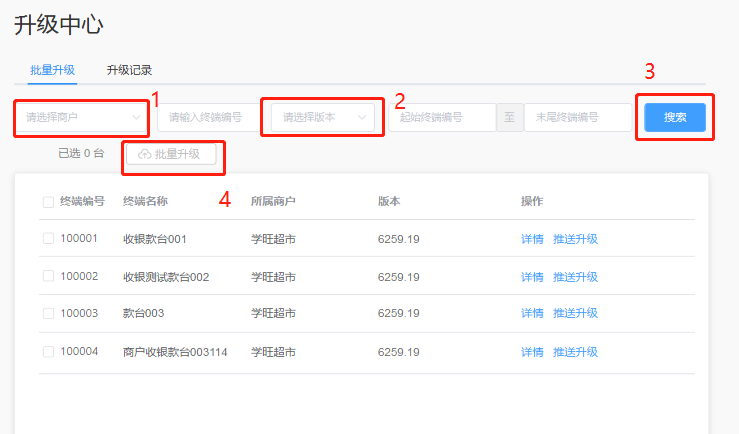 升级中心
批量升级 升级记录
3
1
2
请选择商户 请输入终端编号 请选择版本 起始终端编号 至 末尾终端编号 搜索
已选 0 台 批量升级
4
终端编号 终端名称 所属商户 版本 操作
100001 收银款台001 学旺超市 6259.19 详情 推送升级
100002 收银测试款台002 学旺超市 6259.19 详情 推送升级
100003 款台003 学旺超市 6259.19 详情 推送升级
100004 商户收银款台003114 学旺超市 6259.19 详情 推送升级